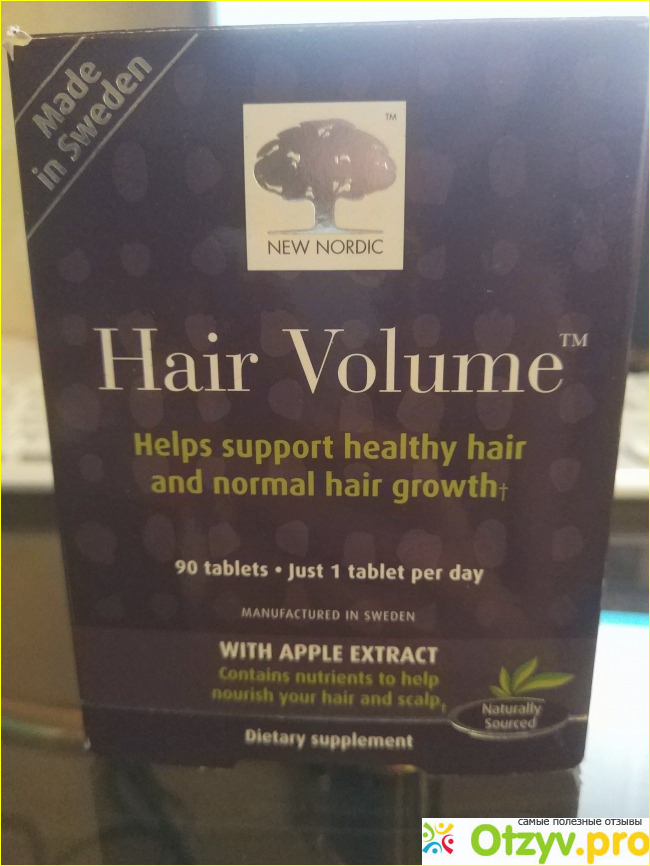 Made
in Sweden
TM
NEW NORDIC
Hair Volume™
Helps support healthy hair
and normal hair growth†
90 tablets • Just 1 tablet per day
MANUFACTURED IN SWEDEN
WITH APPLE EXTRACT
Contains nutrients to help
nourish your hair and scalp†
Naturally
Sourced
Dietary supplement
самые полезные отзывы
Otzyv.pro